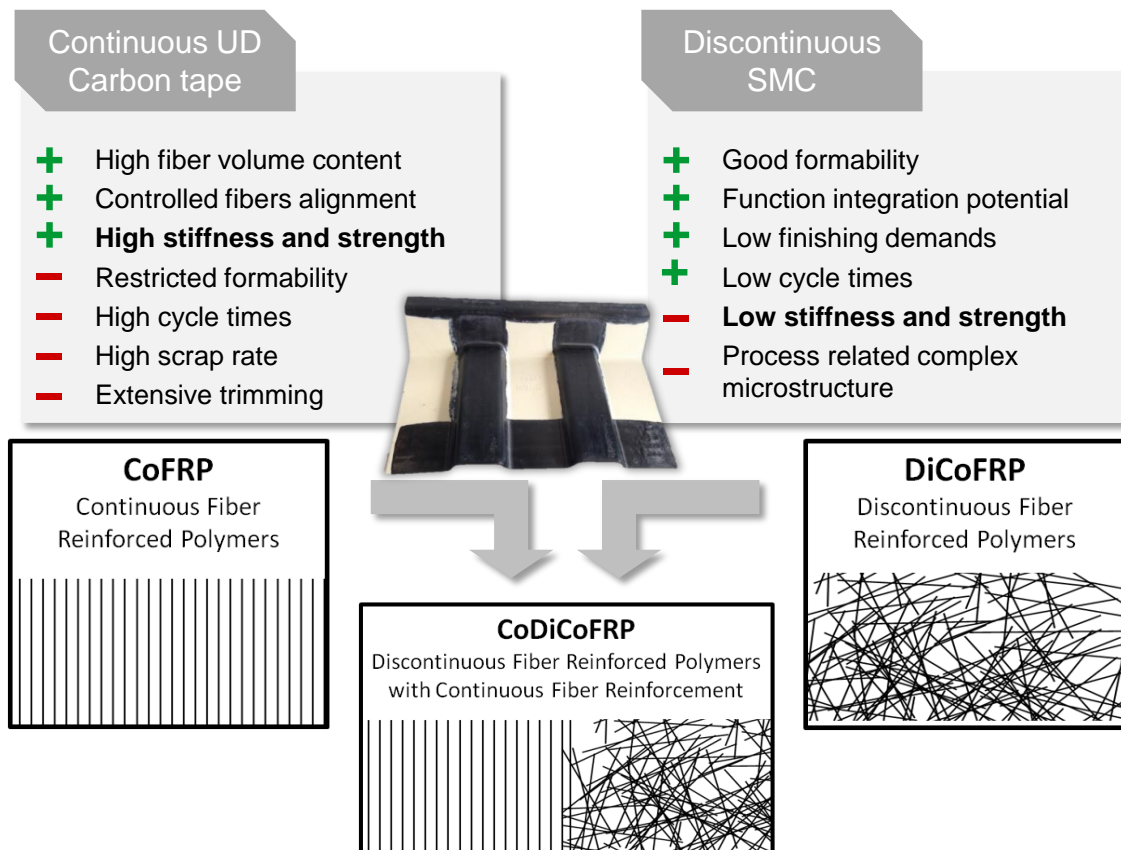 Continuous UD
Carbon tape
+ High fiber volume content
+ Controlled fibers alignment
+ High stiffness and strength
− Restricted formability
− High cycle times
− High scrap rate
− Extensive trimming
Discontinuous
SMC
+ Good formability
+ Function integration potential
+ Low finishing demands
+ Low cycle times
− Low stiffness and strength
− Process related complex
microstructure
CoFRP
Continuous Fiber
Reinforced Polymers
DiCoFRP
Discontinuous Fiber
Reinforced Polymers
CoDiCoFRP
Discontinuous Fiber Reinforced Polymers
with Continuous Fiber Reinforcement